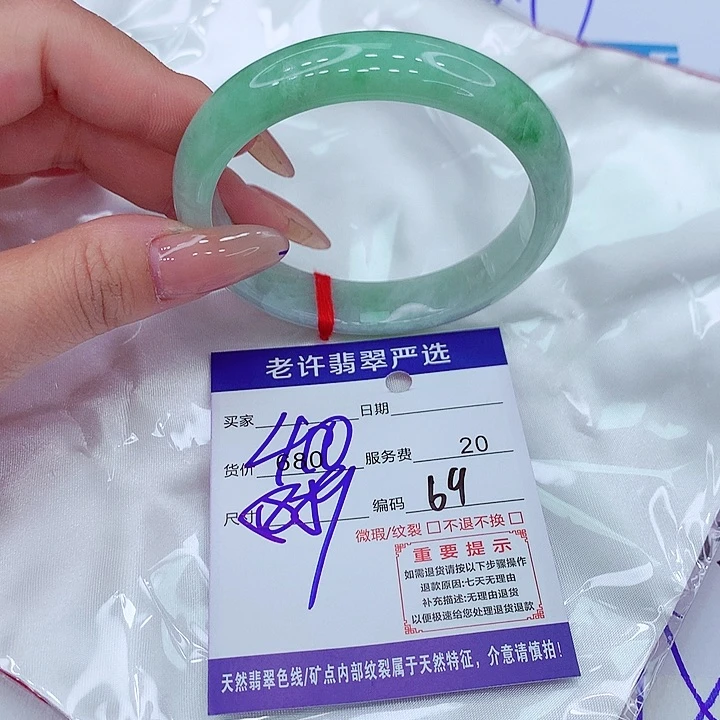 老许翡翠严选
买家 日期
货价 680 服务费 20
40
尺寸 编码 69
微瑕/纹裂 □不退不换 □
重要提示
如需退货请按以下步骤操作
退款原因:七天无理由
补充描述:无理由退货
以便极速给您处理退货退款
天然翡翠色线/矿点内部纹裂属于天然特征，介意请慎拍!